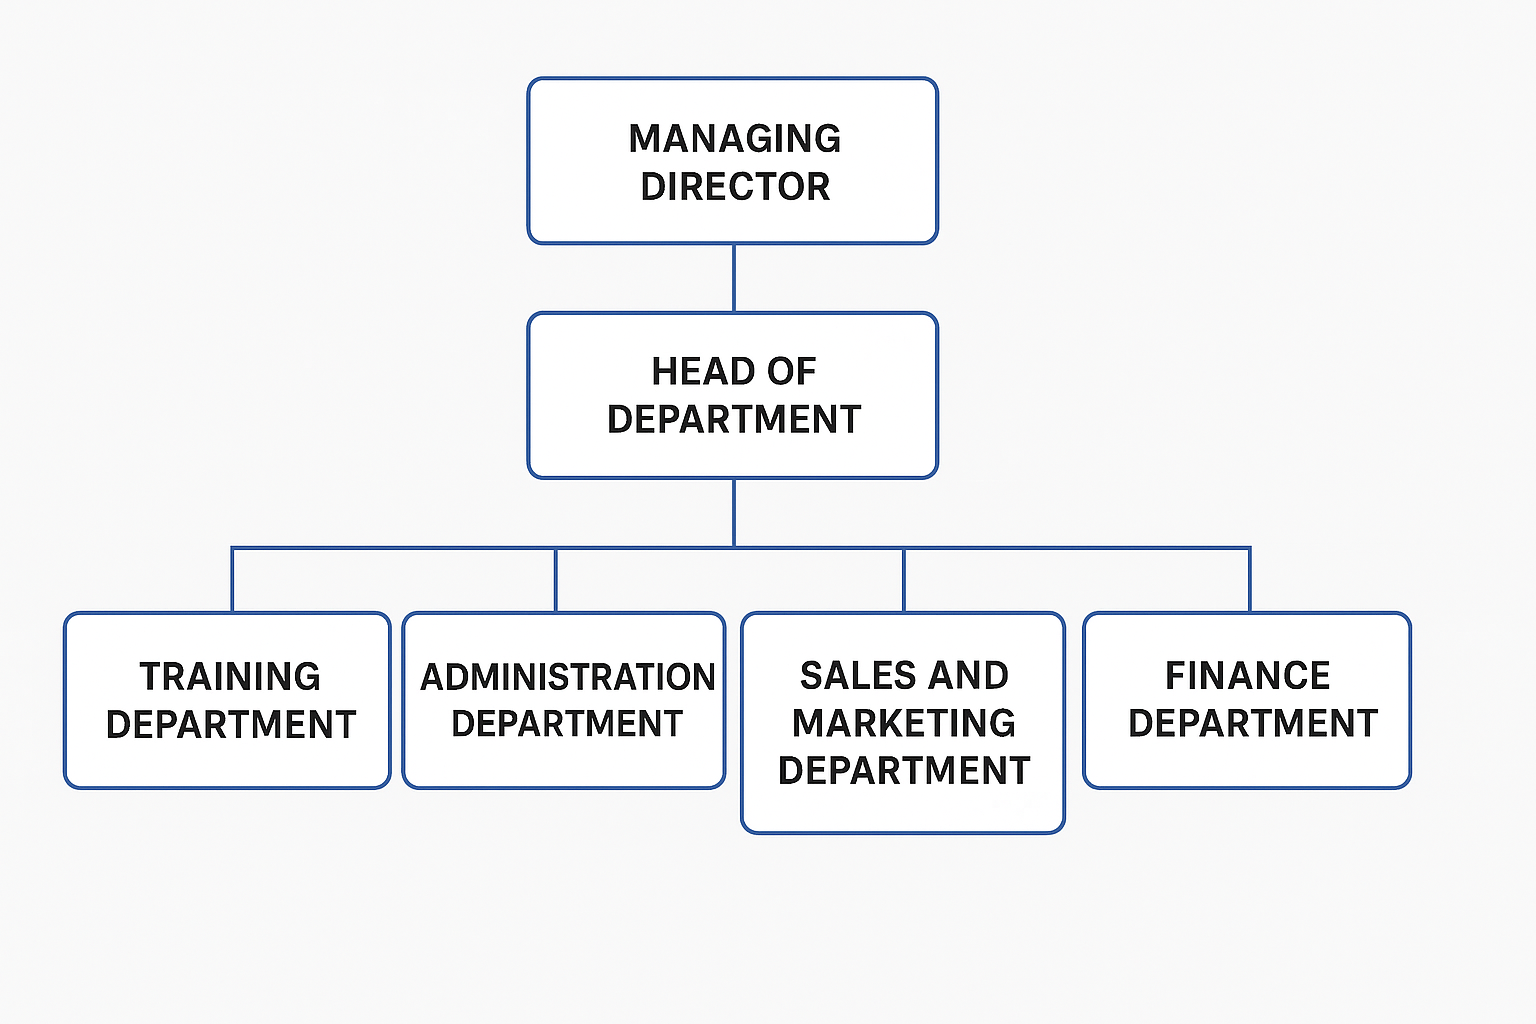 MANAGING
DIRECTOR
HEAD OF
DEPARTMENT
TRAINING
DEPARTMENT
ADMINISTRATION
DEPARTMENT
SALES AND
MARKETING
DEPARTMENT
FINANCE
DEPARTMENT